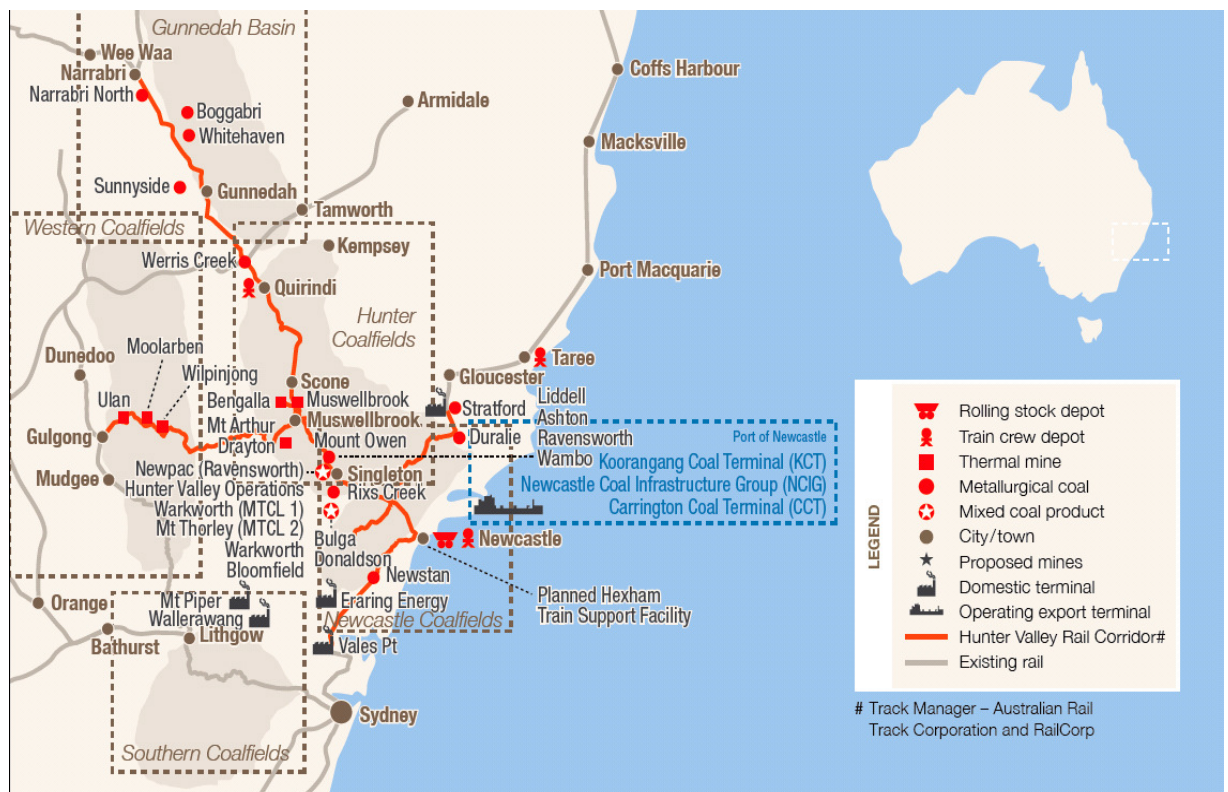 Gunnedah Basin
Wee Waa
Narrabri
Narrabri North
Boggabri
Whitehaven
Sunnyside
Gunnedah
Armidale
Coffs Harbour
Macksville
Tamworth
Western Coalfields
Kempsey
Werris Creek
Quirindi
Port Macquarie
Hunter
Coalfields
Dunedoo
Moolarben
Wilpinjong
Ulan
Gulgong
Mudgee
Scone
Bengalla
Muswellbrook
Muswellbrook
Mt Arthur
Drayton
Mount Owen
Newpac (Ravensworth)
Singleton
Hunter Valley Operations
Rixs Creek
Warkworth (MTCL 1)
Mt Thorley (MTCL 2)
Warkworth
Bloomfield
Bulga
Donaldson
Gloucester
Taree
Stratford
Duralie
Liddell
Ashton
Ravensworth
Wambo
Port of Newcastle
Koorangang Coal Terminal (KCT)
Newcastle Coal Infrastructure Group (NCIG)
Carrington Coal Terminal (CCT)
Newcastle
Newstan
Planned Hexham
Train Support Facility
Eraring Energy
Newcastle Coalfields
Vales Pt
Mt Piper
Wallerawang
Orange
Bathurst
Lithgow
Sydney
Southern Coalfields
LEGEND
Rolling stock depot
Train crew depot
Thermal mine
Metallurgical coal
Mixed coal product
City/town
Proposed mines
Domestic terminal
Operating export terminal
Hunter Valley Rail Corridor#
Existing rail
# Track Manager – Australian Rail
Track Corporation and RailCorp